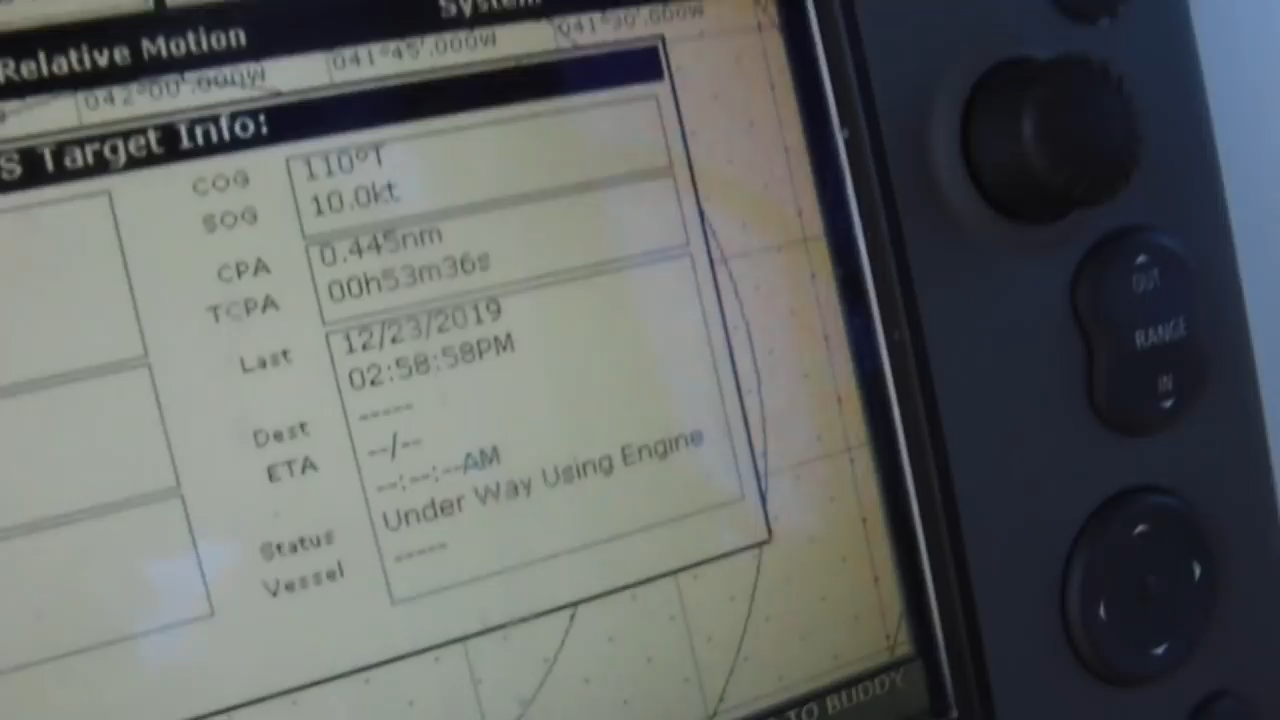 System
Relative Motion
042°00'.000W 041°45'.000W 041°30'.000W
S Target Info:
COG 110°T
SOG 10.0kt
CPA 0.445nm
TCPA 00h53m36s
Last 12/23/2019
02:58:58PM
Dest -----
ETA --/--
--:--:--AM
Status Under Way Using Engine
Vessel -----
OUT
RANGE
IN
TO BUDDY